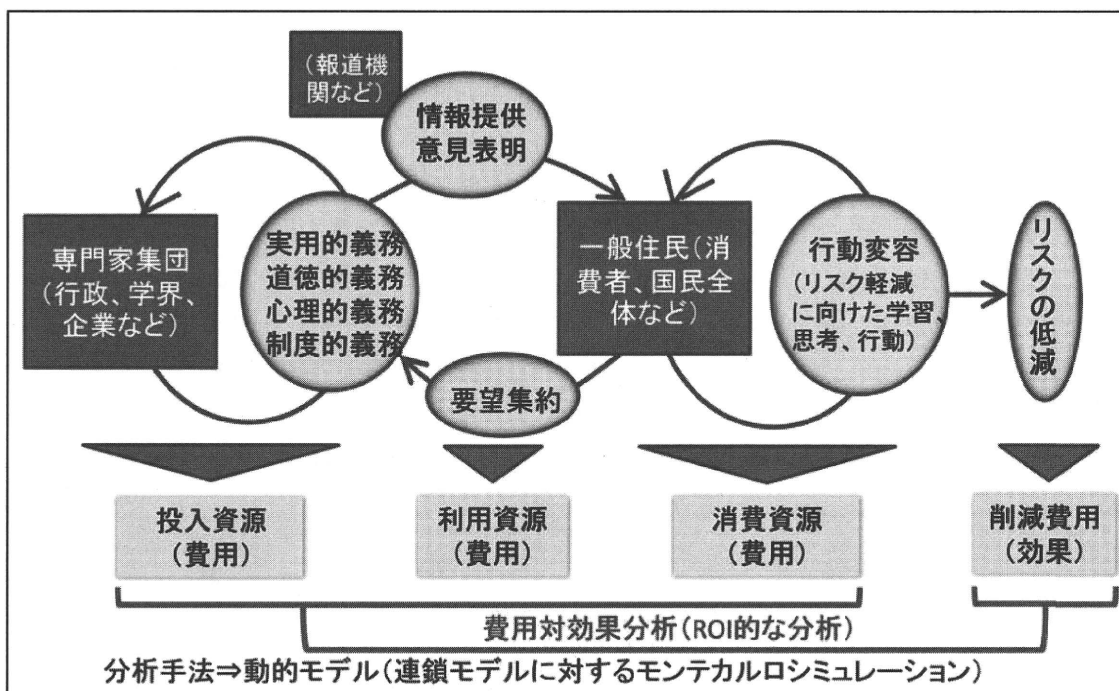 (報道機
関など)
情報提供
意見表明
専門家集団
(行政、学界、
企業など)
実用的義務
道徳的義務
心理的義務
制度的義務
一般住民(消
費者、国民全
体など)
行動変容
(リスク軽減
に向けた学習、
思考、行動)
リスクの低減
要望集約
投入資源
(費用)
利用資源
(費用)
消費資源
(費用)
削減費用
(効果)
費用対効果分析(ROI的な分析)
分析手法⇒動的モデル(連鎖モデルに対するモンテカルロシミュレーション)